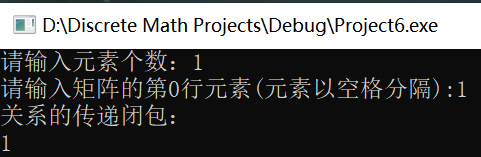 D:\Discrete Math Projects\Debug\Project6.exe
请输入元素个数：1
请输入矩阵的第0行元素(元素以空格分隔):1
关系的传递闭包：
1